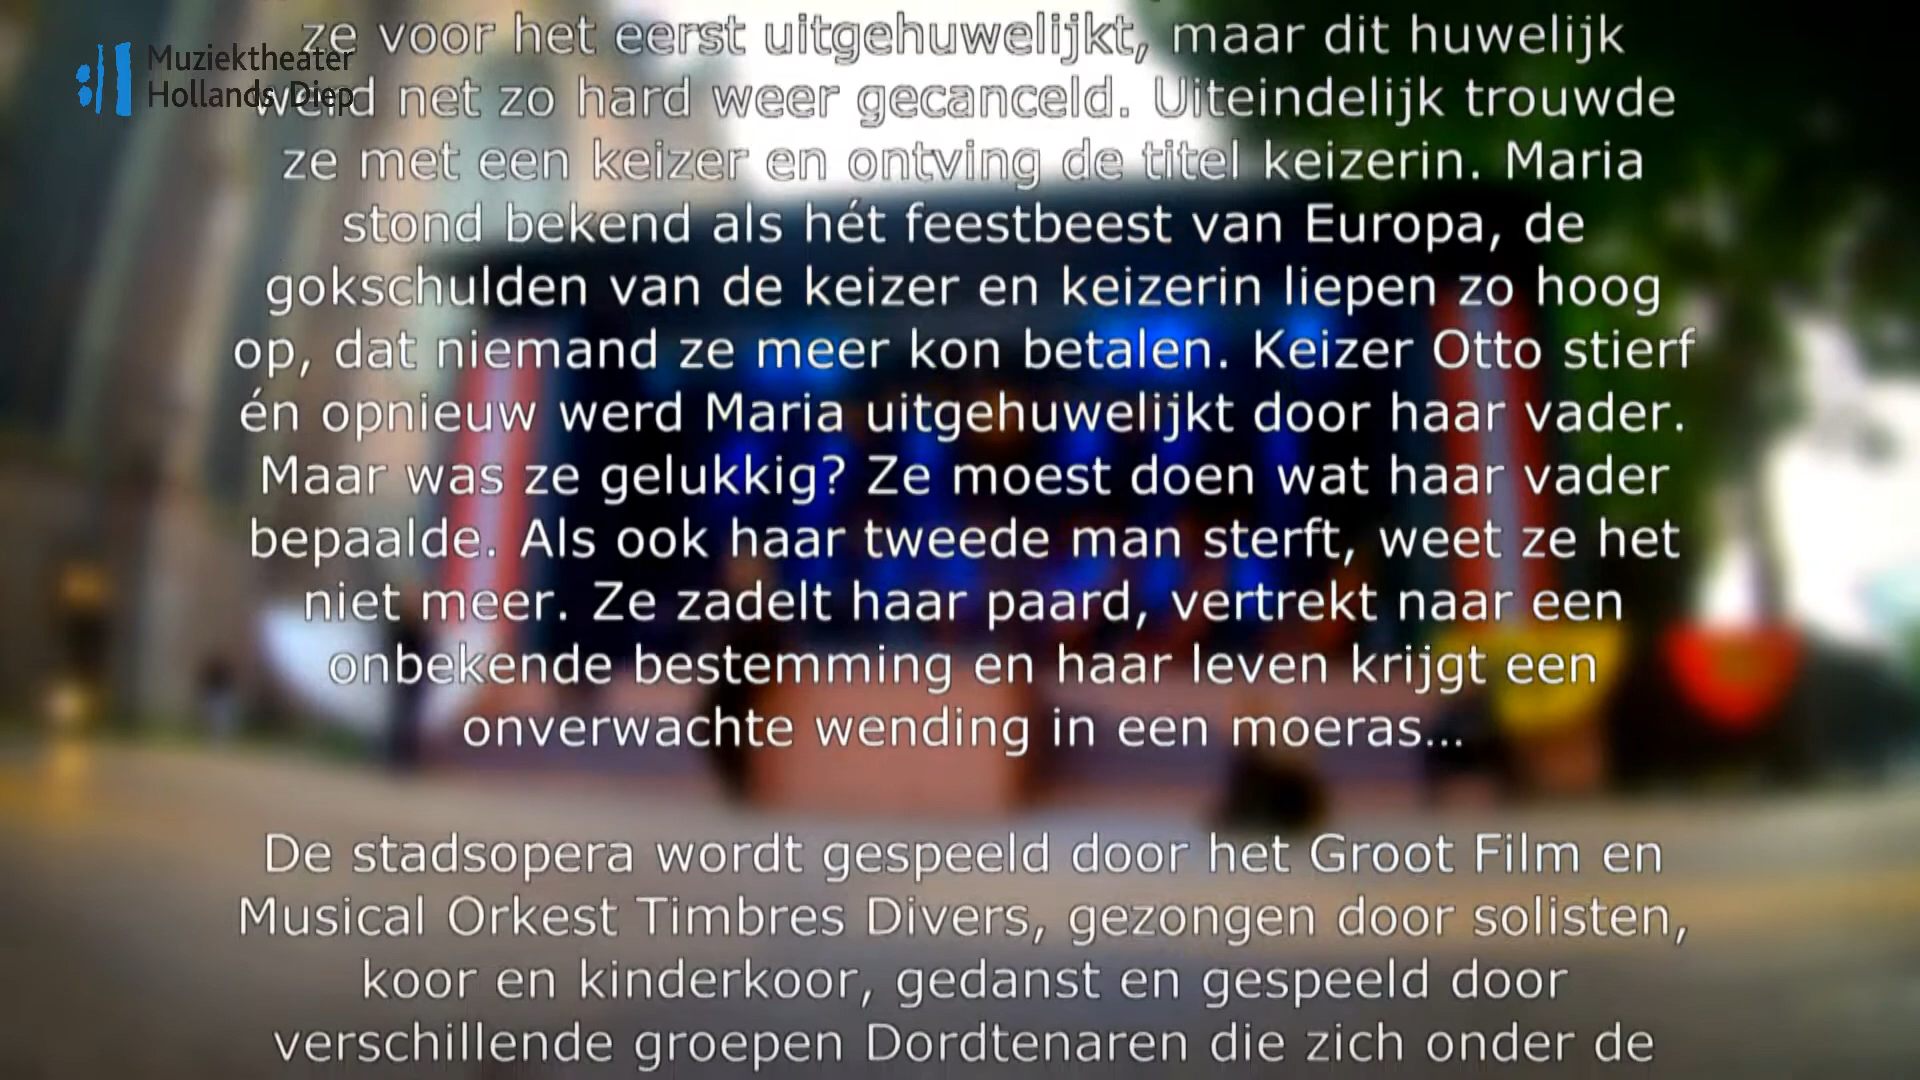 Muziektheater
Hollands Diep
ze voor het eerst uitgehuwelijkt, maar dit huwelijk
werd net zo hard weer gecanceld. Uiteindelijk trouwde
ze met een keizer en ontving de titel keizerin. Maria
stond bekend als hét feestbeest van Europa, de
gokschulden van de keizer en keizerin liepen zo hoog
op, dat niemand ze meer kon betalen. Keizer Otto stierf
én opnieuw werd Maria uitgehuwelijkt door haar vader.
Maar was ze gelukkig? Ze moest doen wat haar vader
bepaalde. Als ook haar tweede man sterft, weet ze het
niet meer. Ze zadelt haar paard, vertrekt naar een
onbekende bestemming en haar leven krijgt een
onverwachte wending in een moeras...
De stadsopera wordt gespeeld door het Groot Film en
Musical Orkest Timbres Divers, gezongen door solisten,
koor en kinderkoor, gedanst en gespeeld door
verschillende groepen Dordtenaren die zich onder de